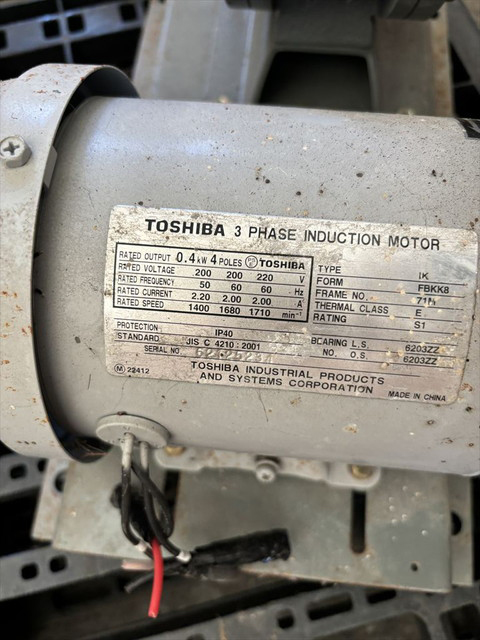 TOSHIBA 3 PHASE INDUCTION MOTOR
RATED OUTPUT 0.4 kW 4 POLES TOSHIBA
RATED VOLTAGE 200 200 220 V
RATED FREQUENCY 50 60 60 Hz
RATED CURRENT 2.20 2.00 2.00 A
RATED SPEED 1400 1680 1710 min⁻¹
PROTECTION IP40
STANDARD JIS C 4210 : 2001
SERIAL NO.
TYPE IK
FORM FBKK8
FRAME NO. 71M
THERMAL CLASS E
RATING S1
BEARING L.S. 6203ZZ
NO. O.S. 6203ZZ
TOSHIBA INDUSTRIAL PRODUCTS
AND SYSTEMS CORPORATION
M 22412
MADE IN CHINA